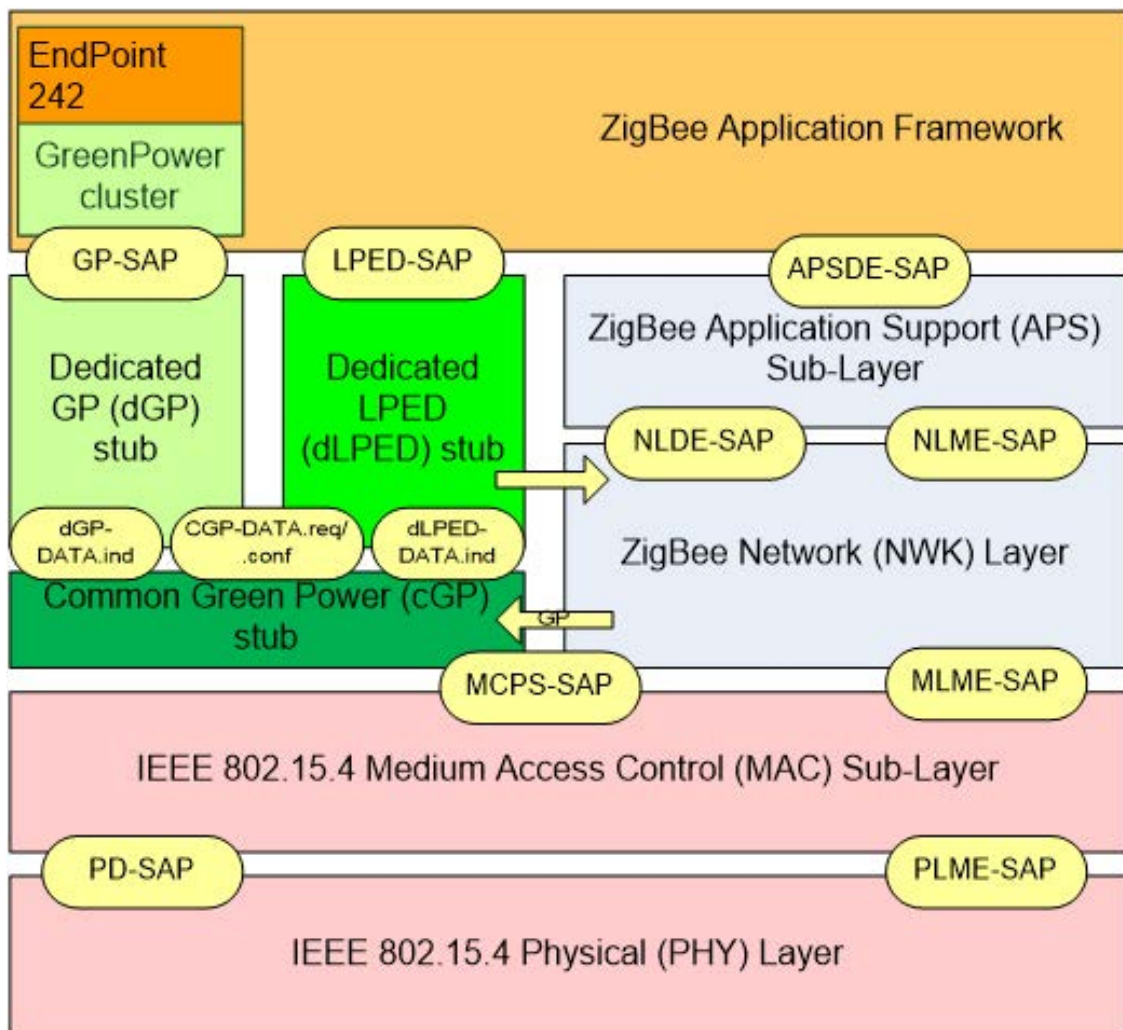 EndPoint
242
ZigBee Application Framework
GreenPower
cluster
GP-SAP
LPED-SAP
APSDE-SAP
ZigBee Application Support (APS)
Sub-Layer
Dedicated
GP (dGP)
stub
Dedicated
LPED
(dLPED) stub
NLDE-SAP
NLME-SAP
dGP-
DATA.ind
CGP-DATA.req/
.conf
dLPED-
DATA.ind
ZigBee Network (NWK) Layer
Common Green Power (cGP)
stub
GP
MCPS-SAP
MLME-SAP
IEEE 802.15.4 Medium Access Control (MAC) Sub-Layer
PD-SAP
PLME-SAP
IEEE 802.15.4 Physical (PHY) Layer